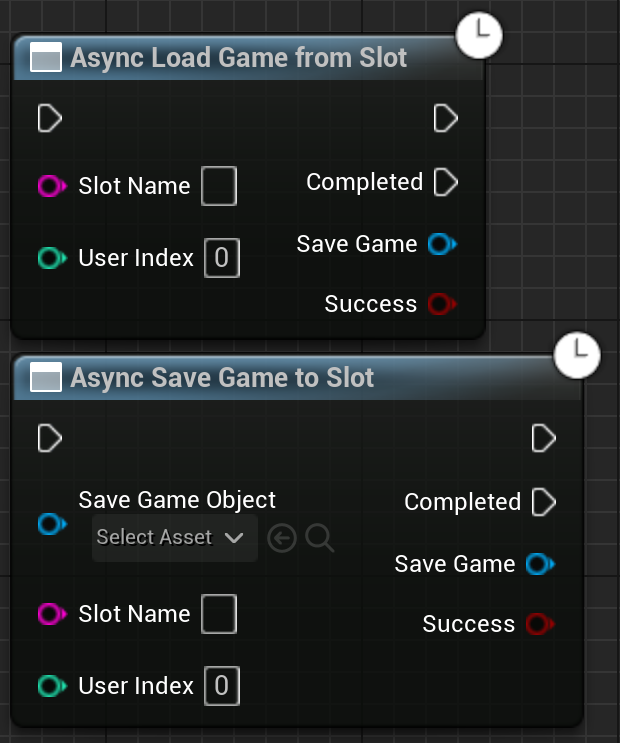 Async Load Game from Slot
Slot Name
Completed
User Index 0
Save Game
Success
Async Save Game to Slot
Save Game Object
Select Asset
Completed
Save Game
Slot Name
Success
User Index 0